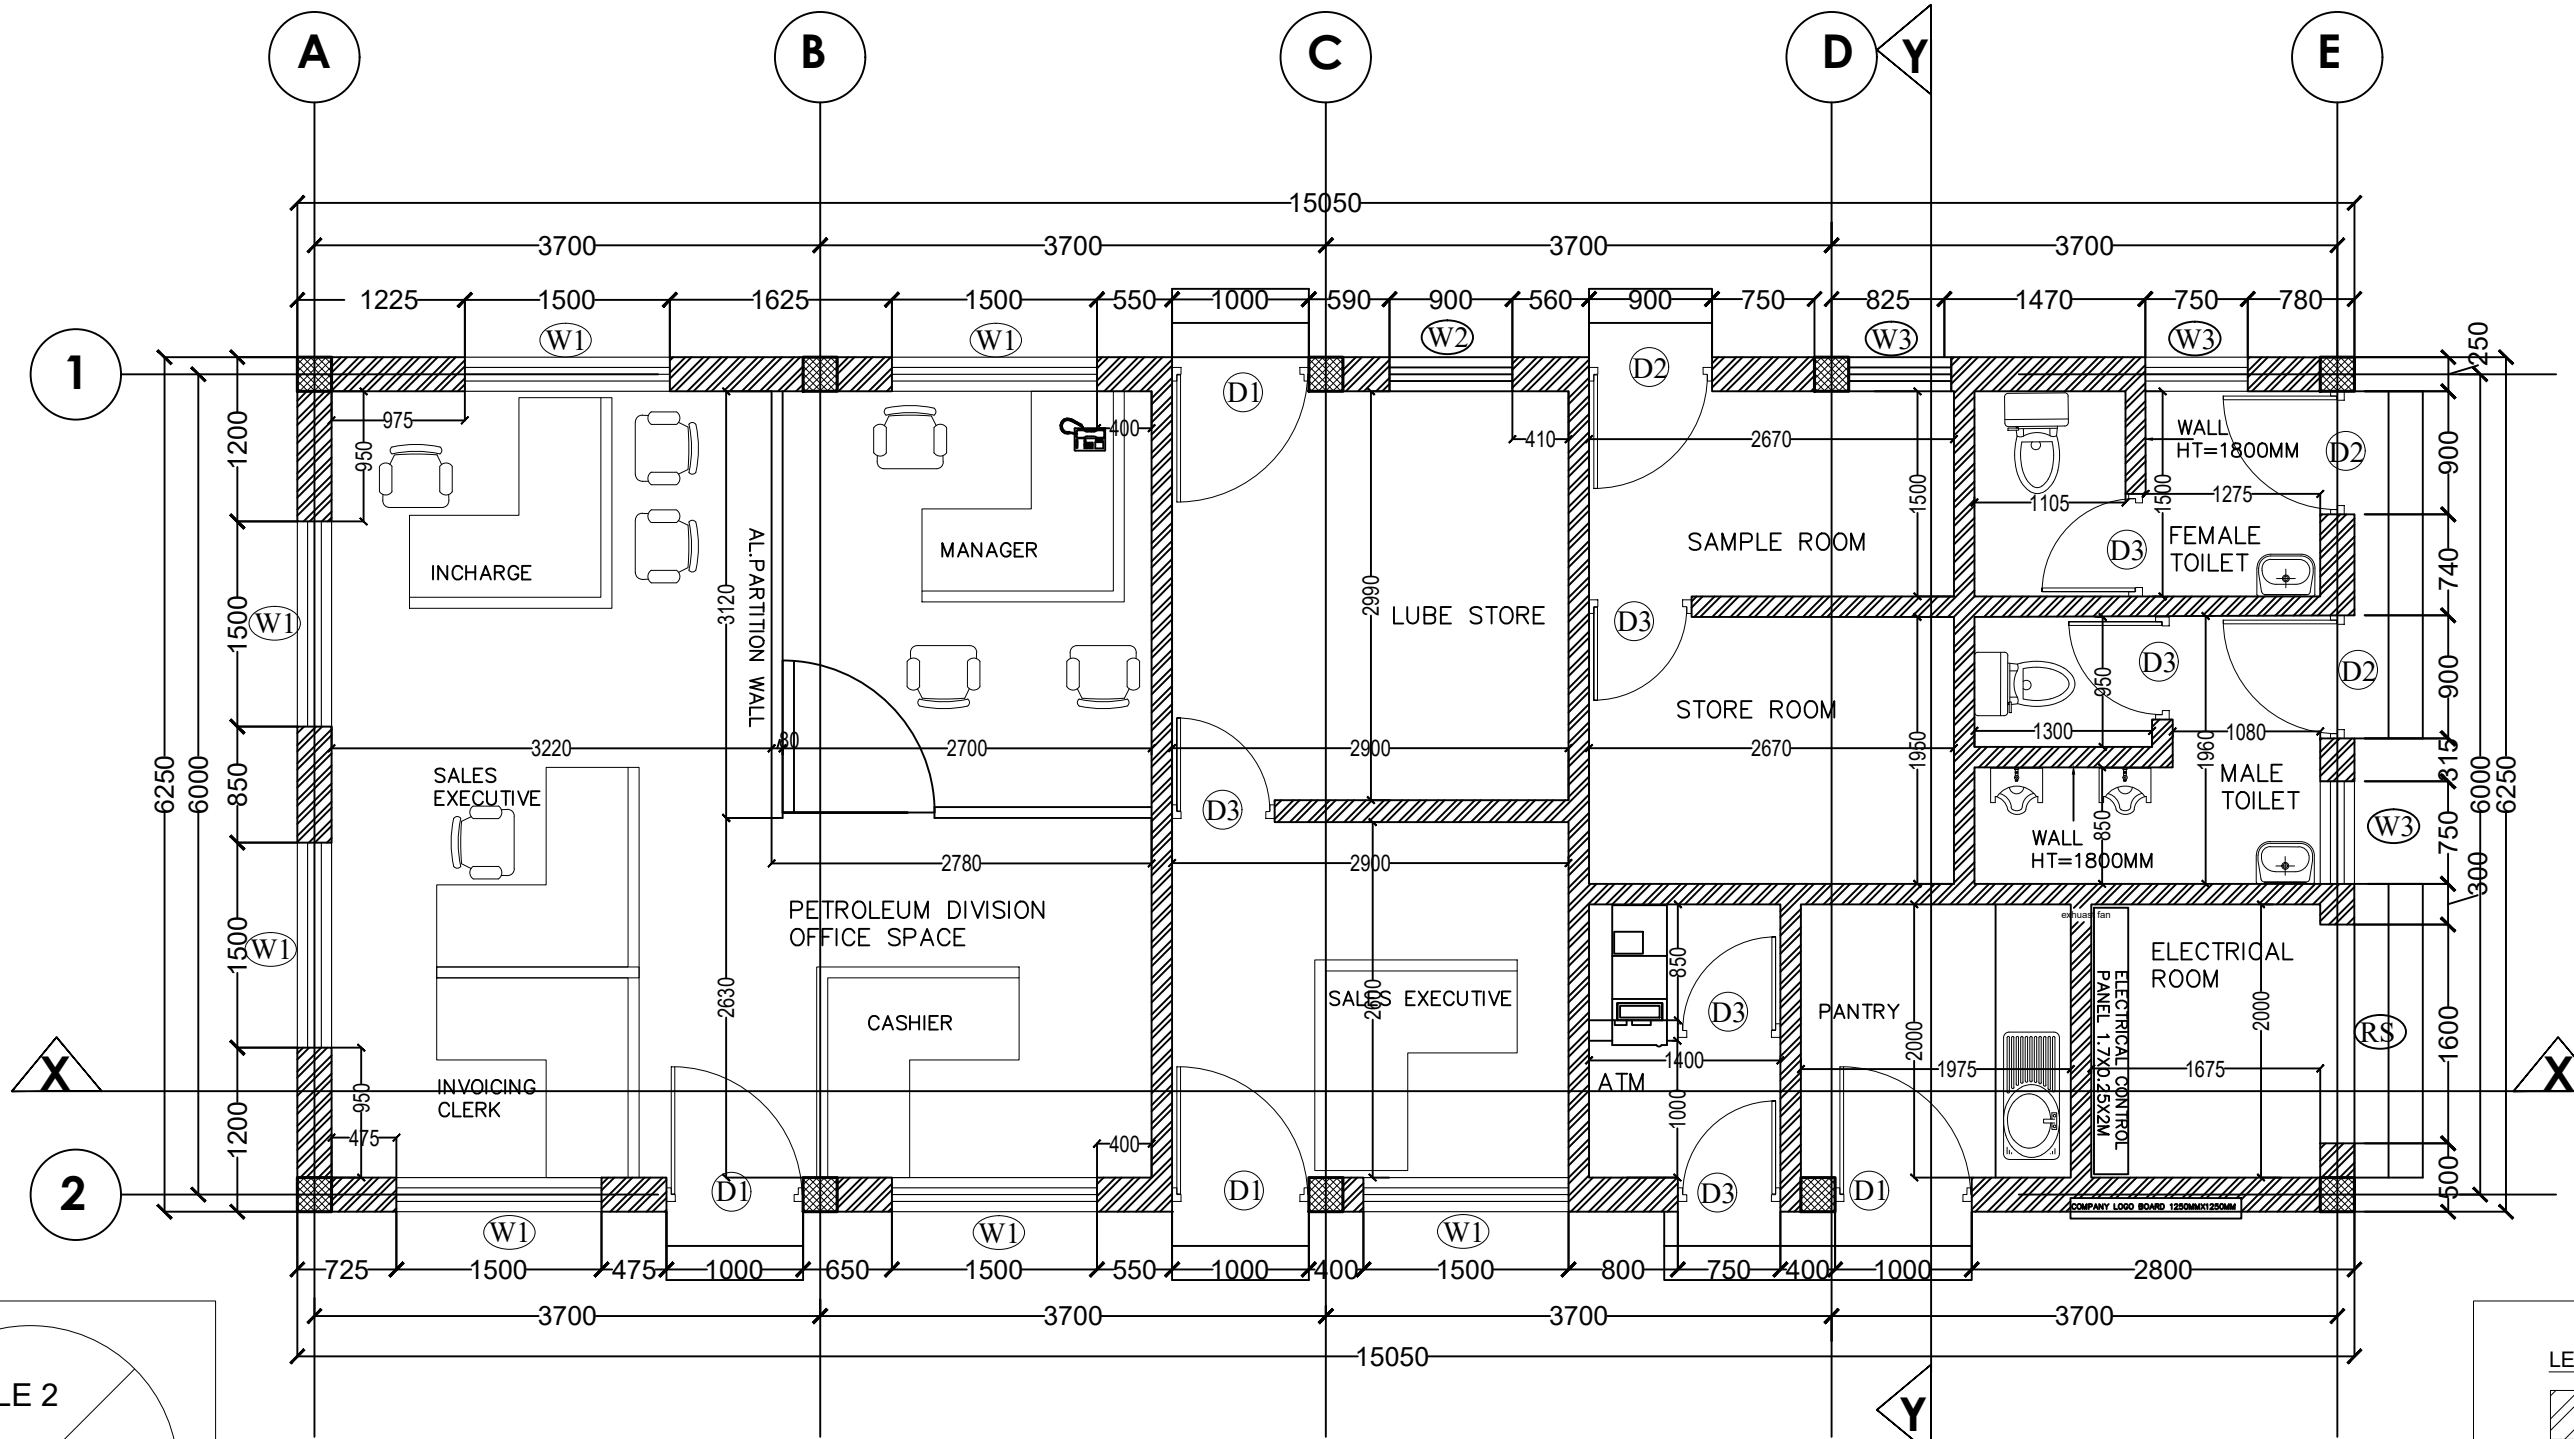 A
B
C
D
Y
E
15050
3700
3700
3700
3700
1225
1500
1625
1500
550
1000
590
900
560
900
750
825
1470
750
780
W1
W1
W2
W3
W3
1
D1
D2
250
1200
975
950
400
410
2670
WALL
HT=1800MM
D2
900
1500
1105
1500
1275
INCHARGE
AL.PARTITION WALL
MANAGER
SAMPLE ROOM
D3
FEMALE
TOILET
740
1500
W1
3120
2990
LUBE STORE
D3
D3
950
D2
900
STORE ROOM
1300
1080
3220
80
2700
2900
2670
1950
1960
315
6250
6000
850
SALES
EXECUTIVE
D3
MALE
TOILET
W3
750
6000
6250
WALL
HT=1800MM
850
2780
2900
300
PETROLEUM DIVISION
OFFICE SPACE
1500
W1
exhuast fan
ELECTRICAL
ROOM
850
2630
CASHIER
SALES EXECUTIVE
2600
D3
PANTRY
2000
ELECTRICAL CONTROL
PANEL 1.7X0.25X2M
2000
RS
1600
X
1400
1975
1675
X
ATM
INVOICING
CLERK
950
1000
1200
475
400
2
D1
D1
D3
D1
500
COMPANY LOGO BOARD 1250MMX1250MM
W1
W1
W1
725
1500
475
1000
650
1500
550
1000
400
1500
800
750
400
1000
2800
3700
3700
3700
3700
15050
LE 2
Y
LE